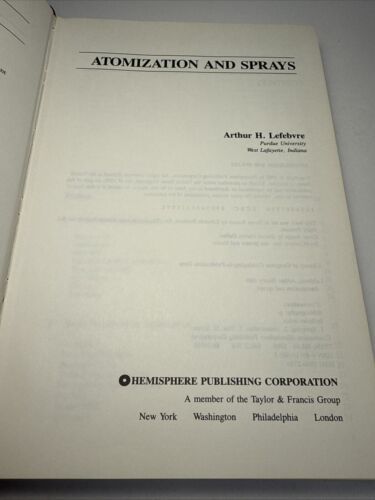 ATOMIZATION AND SPRAYS
Arthur H. Lefebvre
Purdue University
West Lafayette, Indiana
HEMISPHERE PUBLISHING CORPORATION
A member of the Taylor & Francis Group
New York Washington Philadelphia London